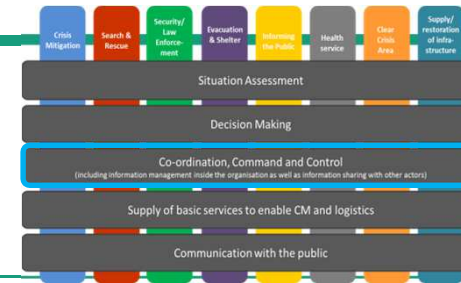 Crisis
Mitigation
Search &
Rescue
Security/
Law
Enforce-
ment
Evacuation
& Shelter
Informing
the Public
Health
service
Clear
Crisis
Area
Supply/
restoration
of infra-
structure
Situation Assessment
Decision Making
Co-ordination, Command and Control
(including information management inside the organisation as well as information sharing with other actors)
Supply of basic services to enable CM and logistics
Communication with the public